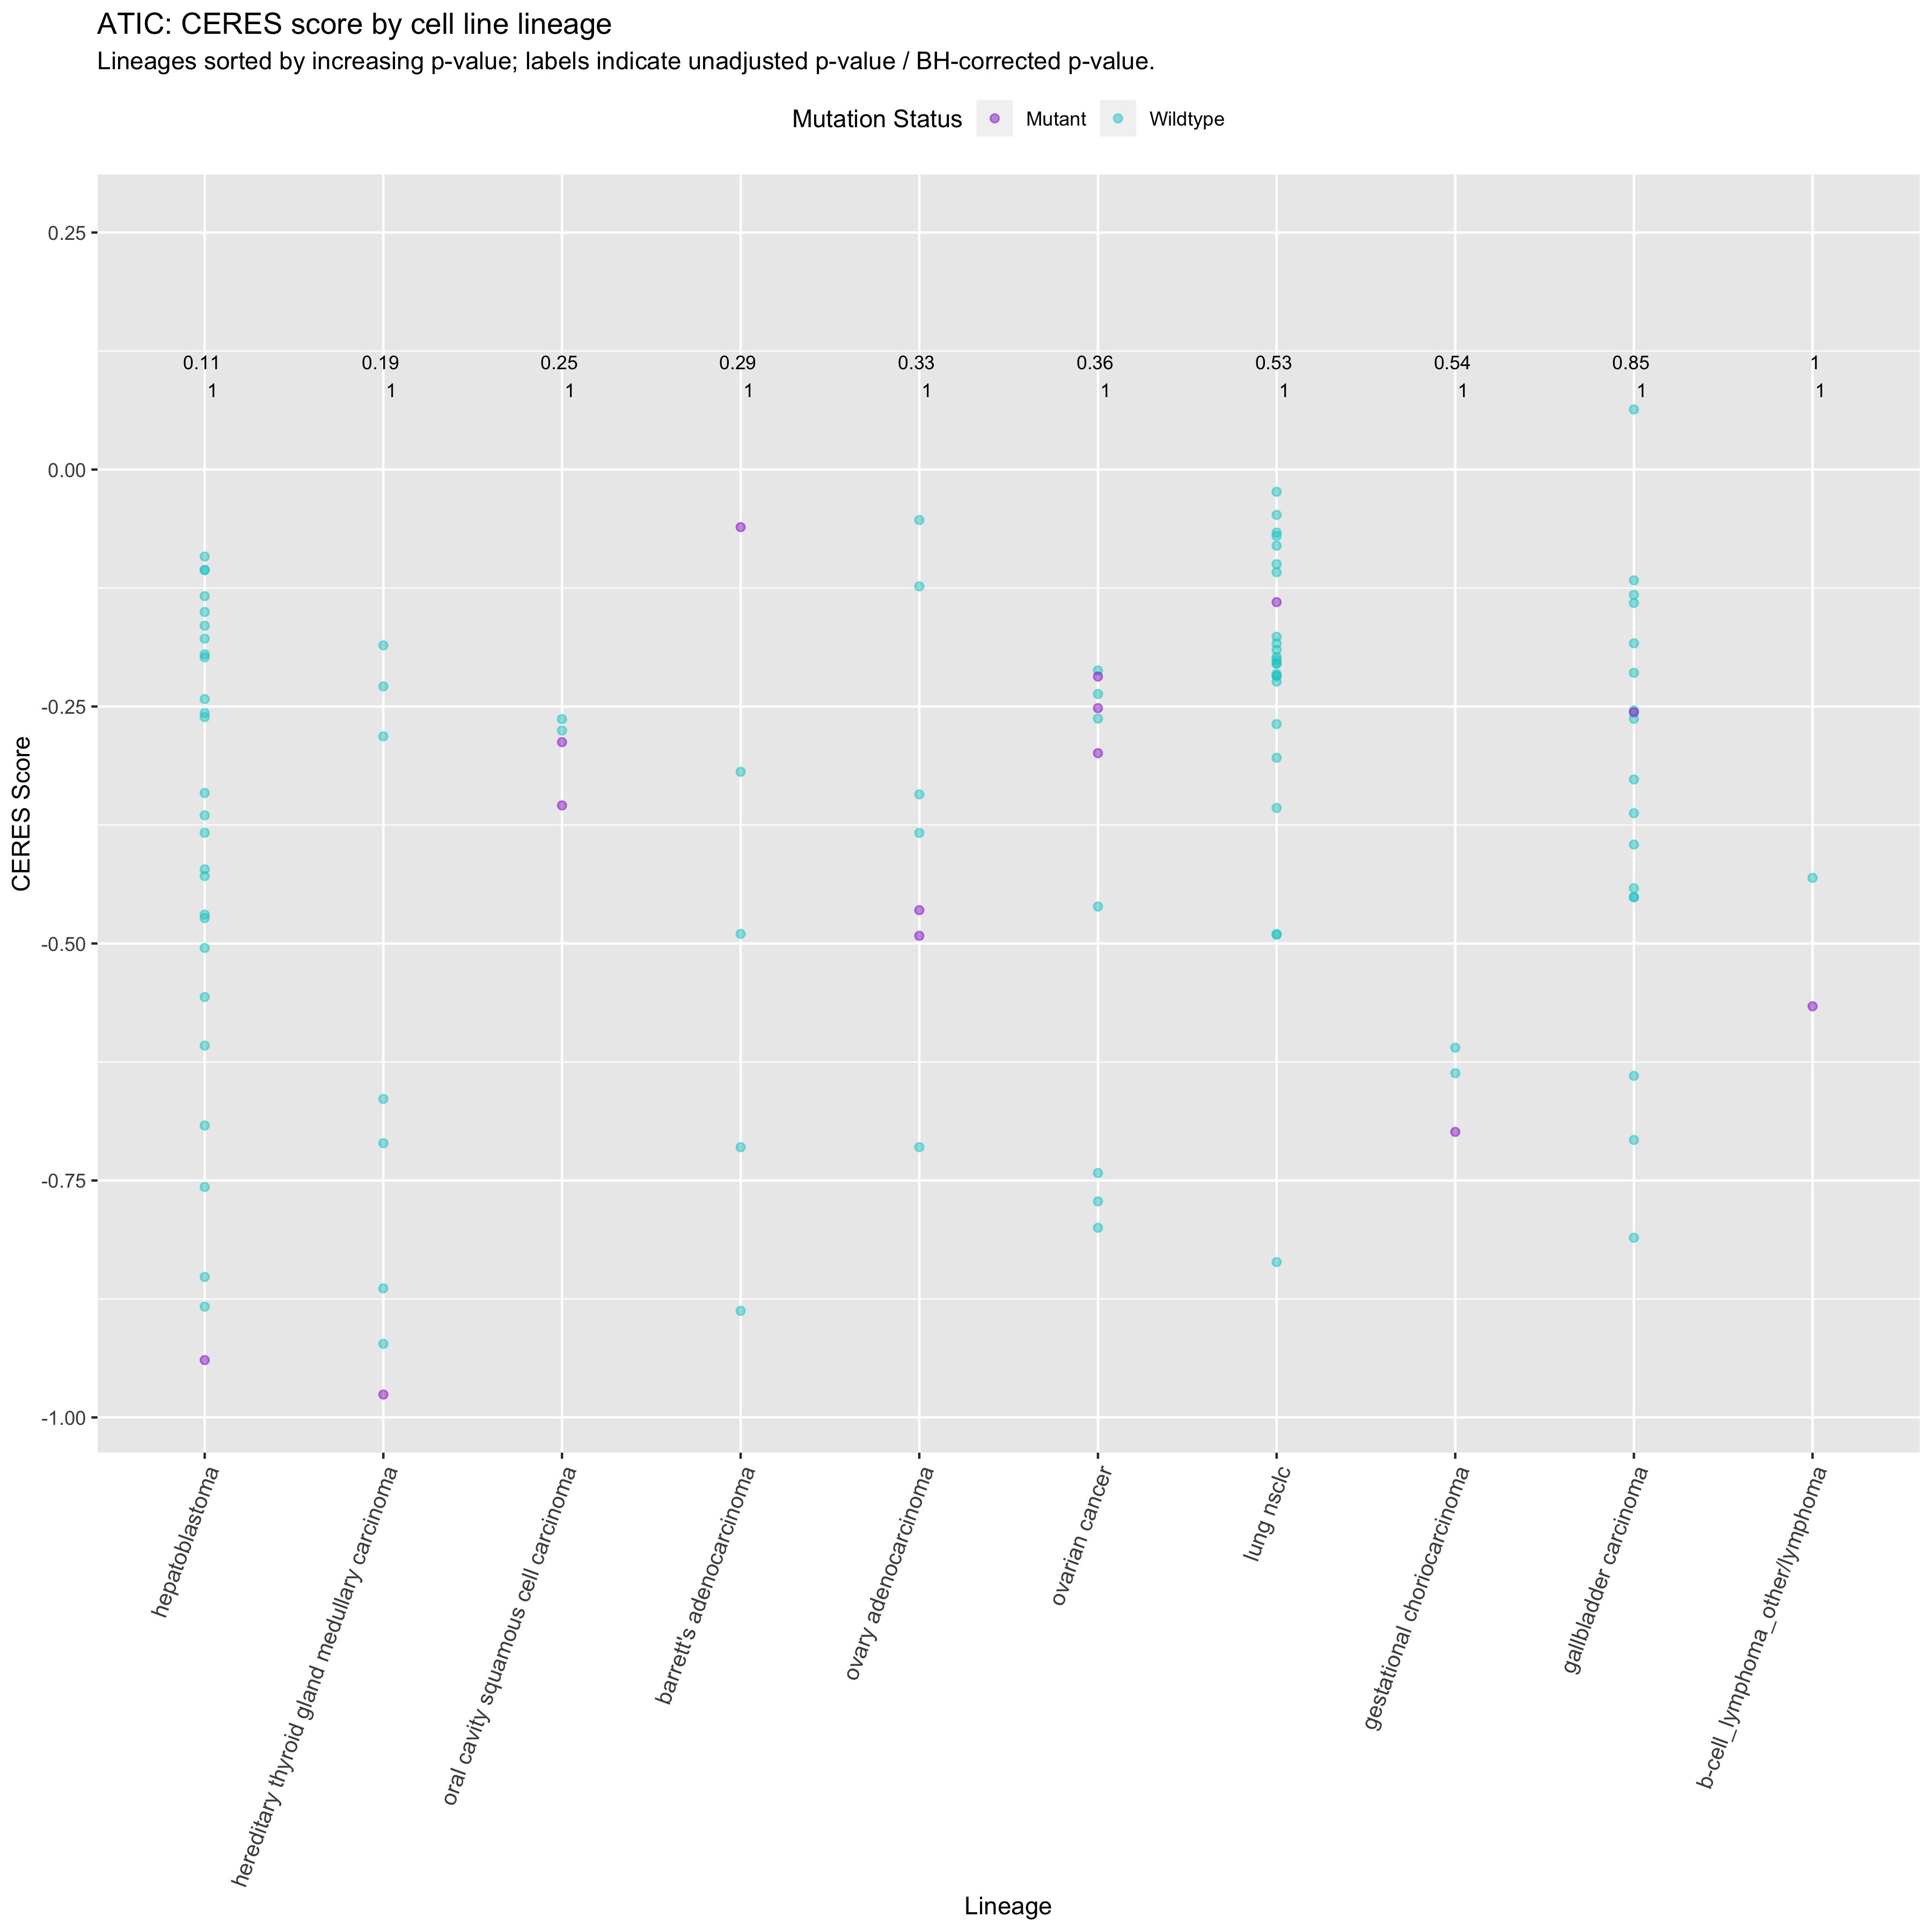 ATIC: CERES score by cell line lineage
Lineages sorted by increasing p-value; labels indicate unadjusted p-value / BH-corrected p-value.
Mutation Status Mutant Wildtype
0.25
0.00
-0.25
-0.50
-0.75
-1.00
CERES Score
0.11 0.19 0.25 0.29 0.33 0.36 0.53 0.54 0.85 1
1 1 1 1 1 1 1 1 1 1
hepatoblastoma
hereditary thyroid gland medullary carcinoma
oral cavity squamous cell carcinoma
barrett's adenocarcinoma
ovary adenocarcinoma
ovarian cancer
lung nsclc
gestational choriocarcinoma
gallbladder carcinoma
b-cell_lymphoma_other/lymphoma
Lineage